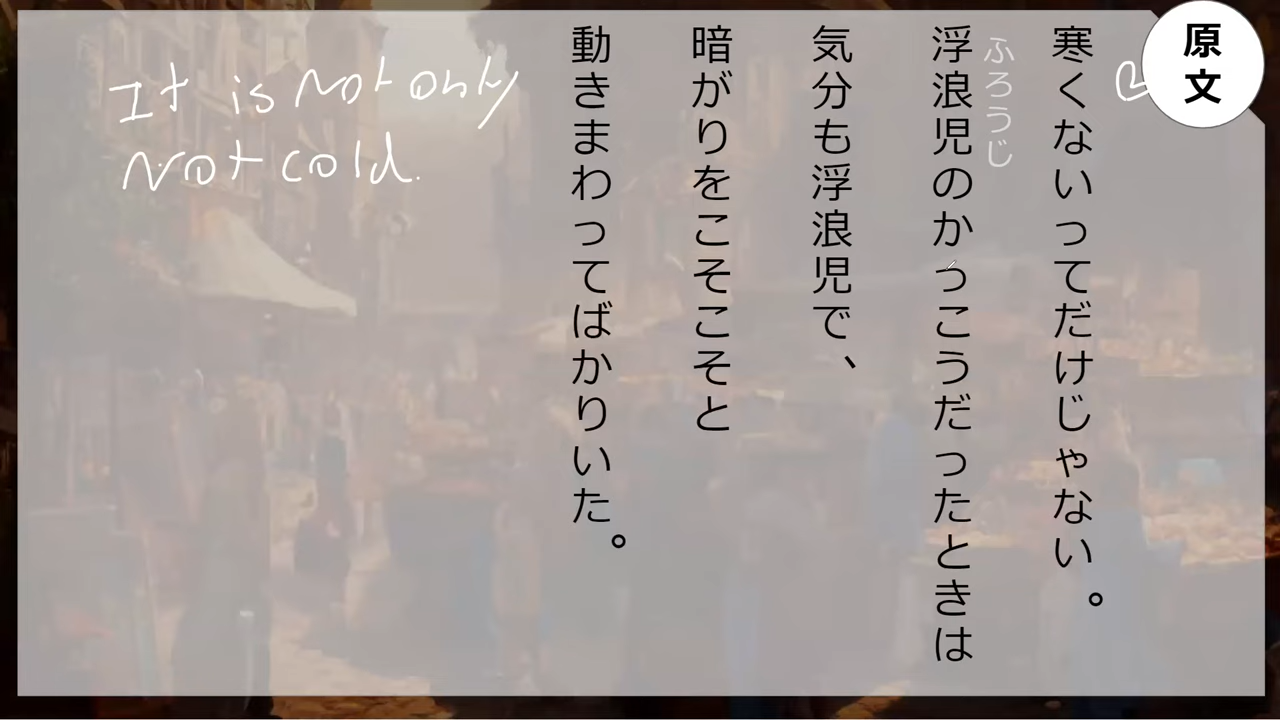 原文
寒くないってだけじゃない。
ふろうじ
浮浪児のかっこうだったときは
気分も浮浪児で、
暗がりをこそこそと
動きまわってばかりいた。
It is Not only
Not cold.